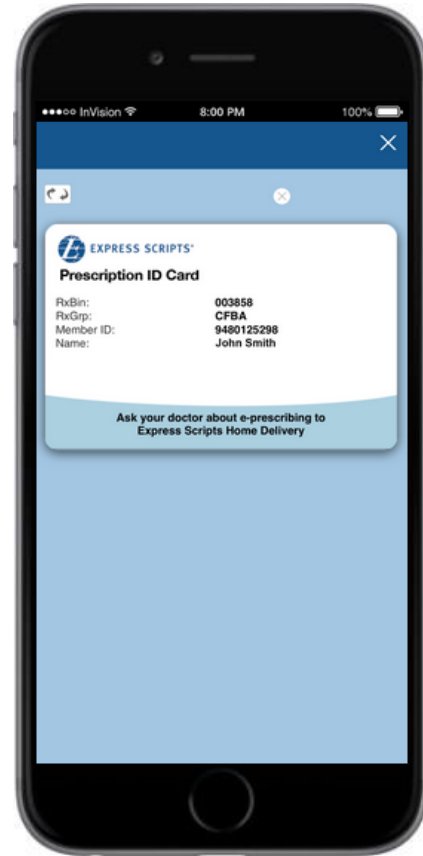 InVision 8:00 PM 100%
EXPRESS SCRIPTS®
Prescription ID Card
RxBin: 003858
RxGrp: CFBA
Member ID: 9480125298
Name: John Smith
Ask your doctor about e-prescribing to
Express Scripts Home Delivery